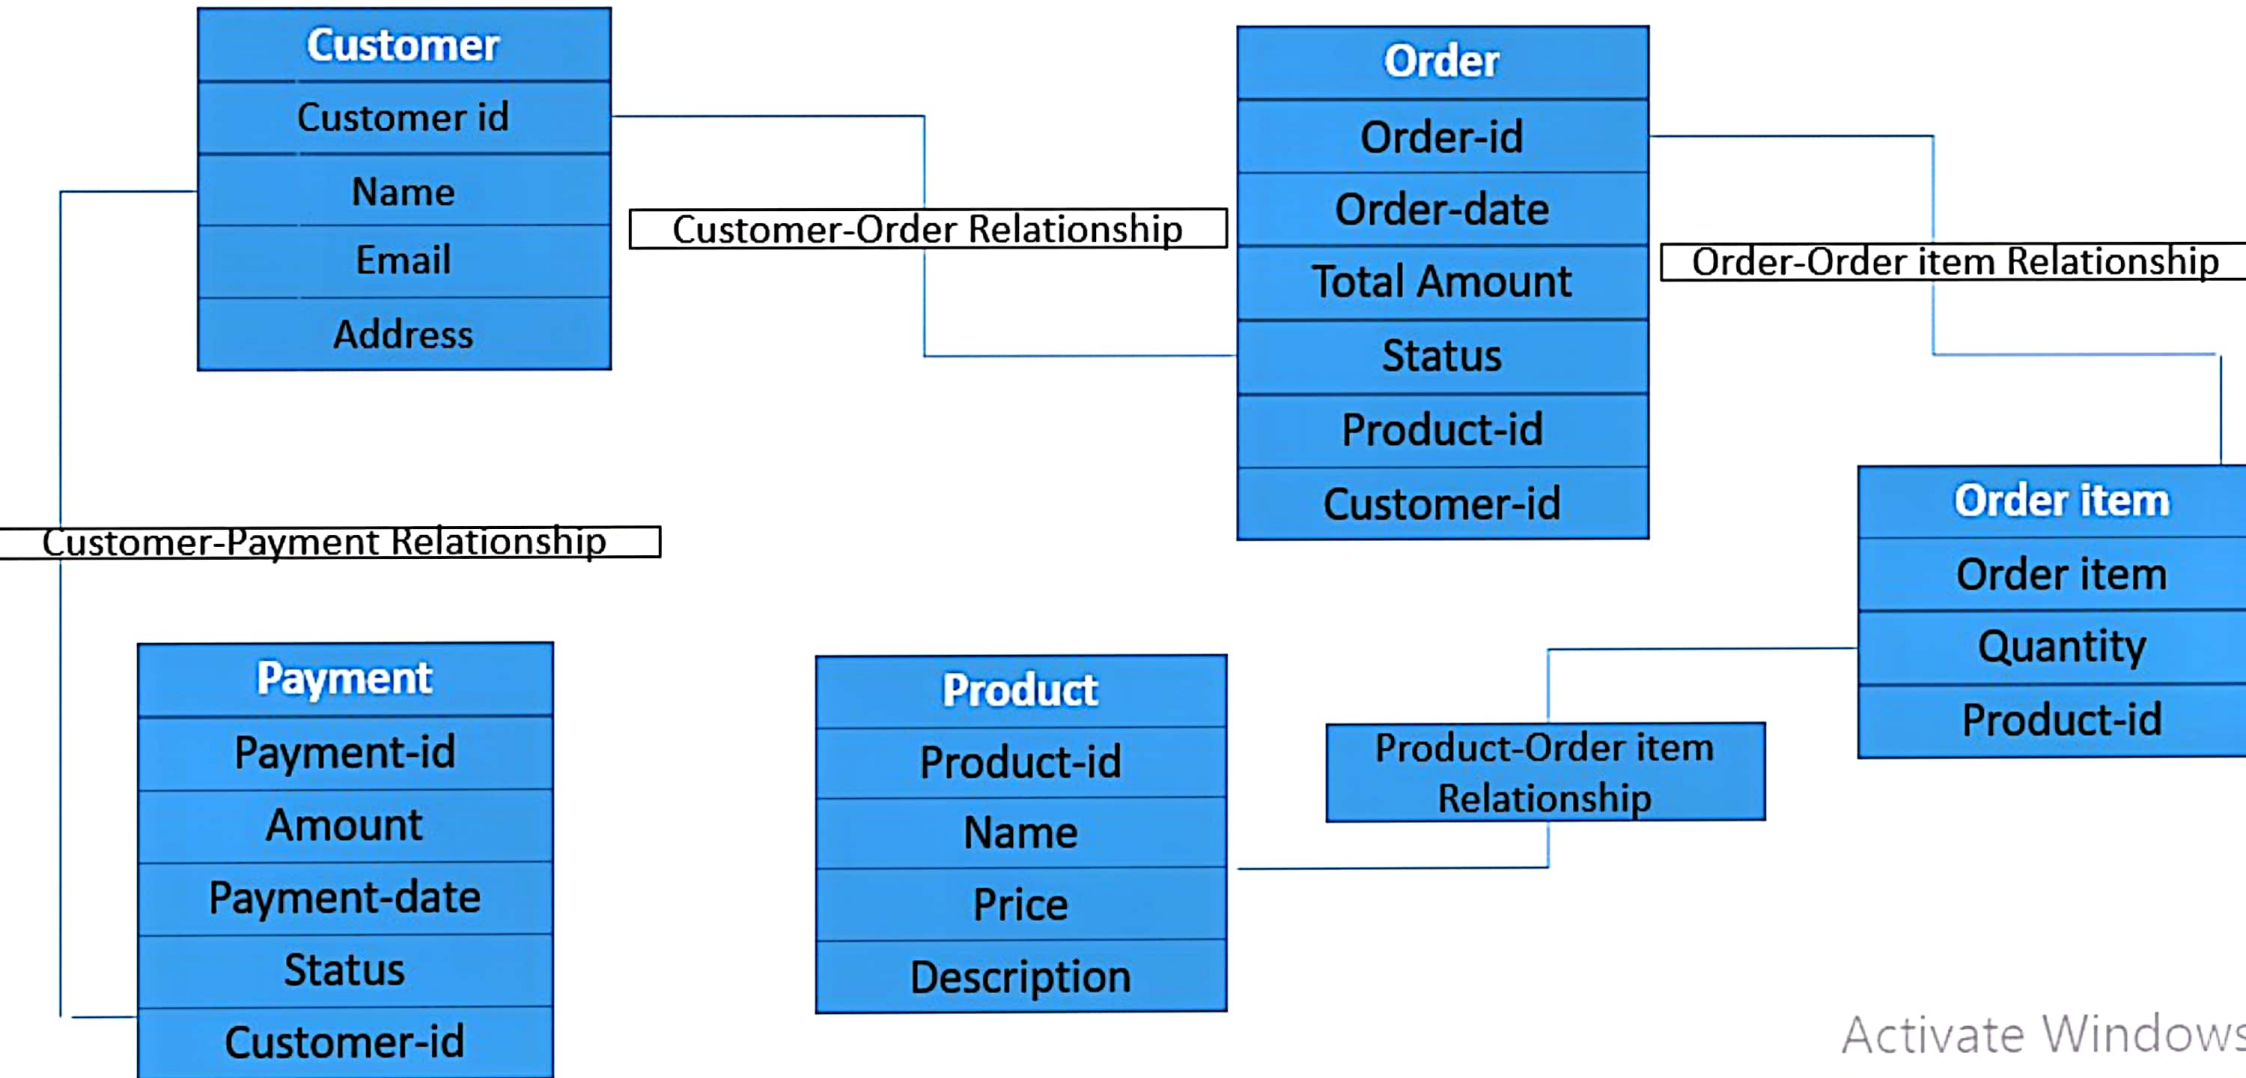 Customer
Customer id
Name
Email
Address
Customer-Order Relationship
Order
Order-id
Order-date
Total Amount
Status
Product-id
Customer-id
Order-Order item Relationship
Order item
Order item
Quantity
Product-id
Customer-Payment Relationship
Payment
Payment-id
Amount
Payment-date
Status
Customer-id
Product
Product-id
Name
Price
Description
Product-Order item
Relationship
Activate Windows